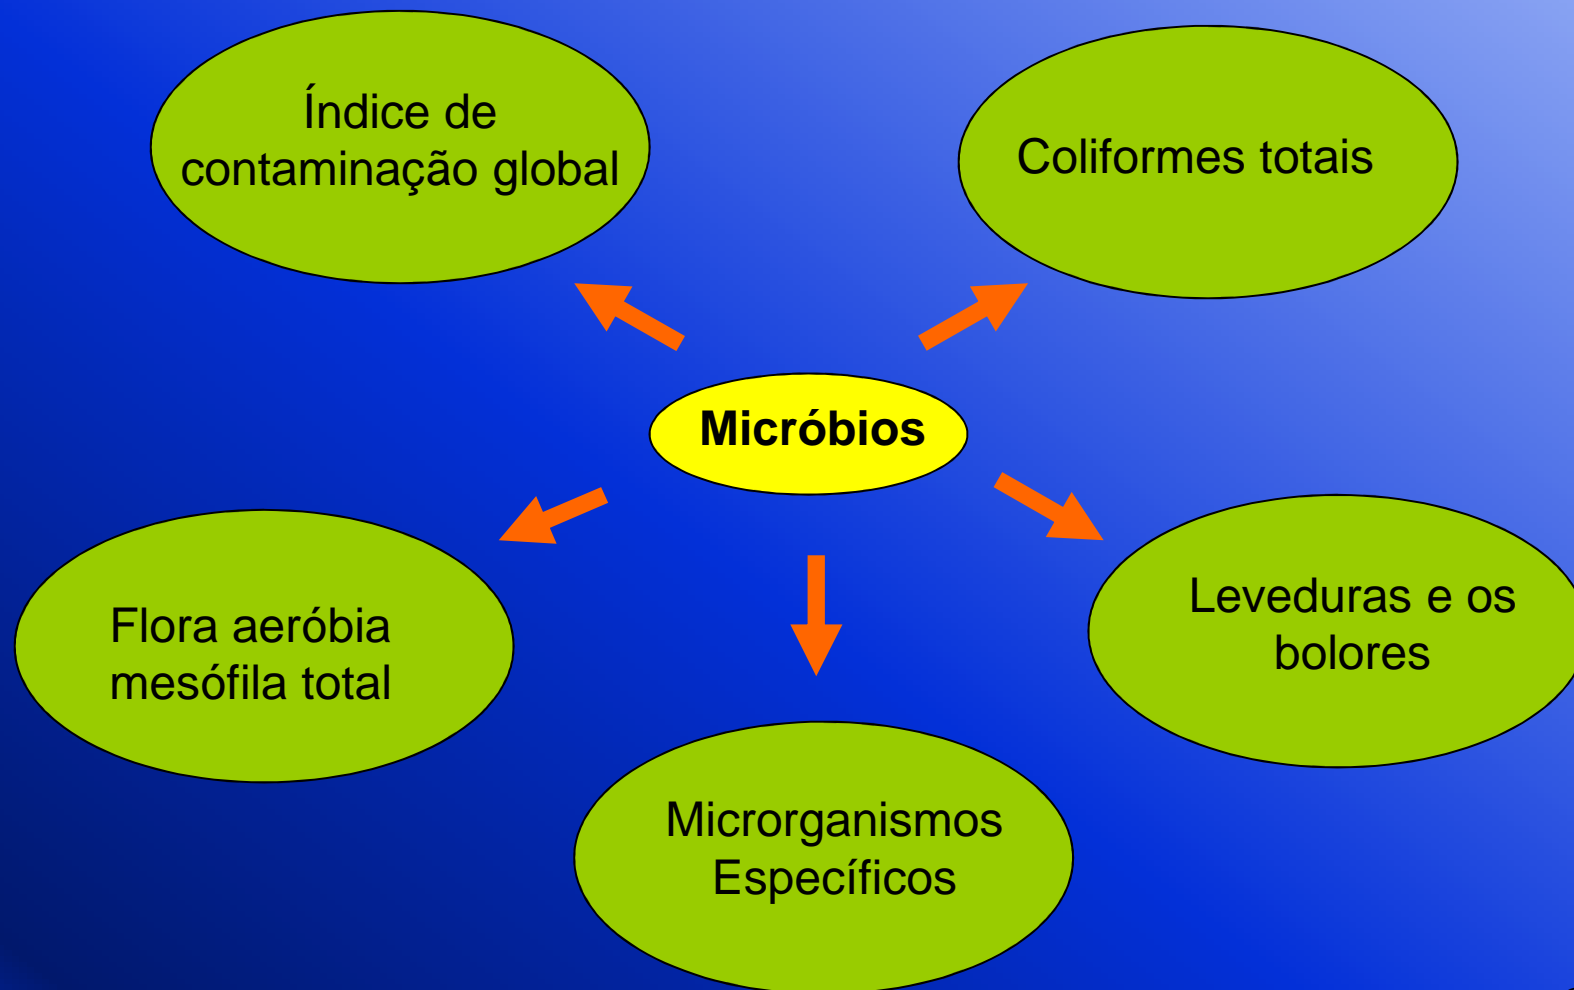 Índice de
contaminação global
Coliformes totais
Micróbios
Flora aeróbia
mesófila total
Leveduras e os
bolores
Microrganismos
Específicos